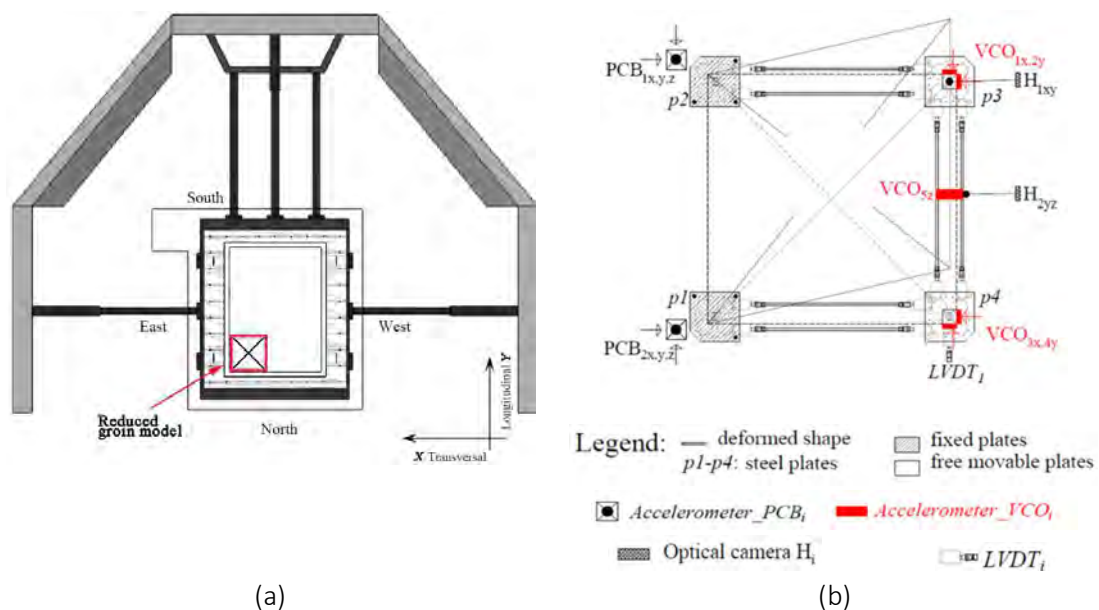 South
East
West
Reduced
groin model
North
Longitudinal Y
X Transversal
(a)
PCB1x,y,z
p2
VCO1x,2y
H1xy
p3
VCO5z
H2yz
p1
p4
PCB2x,y,z
VCO3x,4y
LVDT1
Legend:
deformed shape
p1-p4: steel plates
fixed plates
free movable plates
Accelerometer_PCBi
Accelerometer_VCOi
Optical camera Hi
LVDTi
(b)